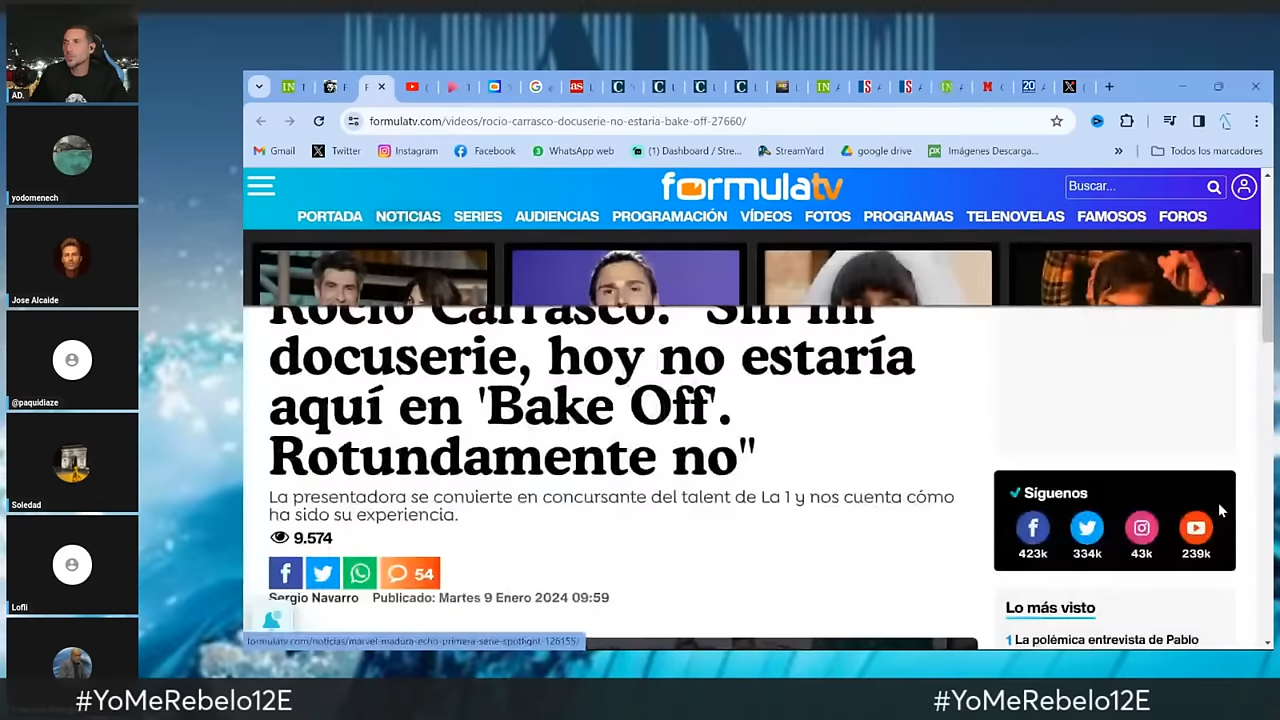 AD.
yodomenech
Jose Alcaide
@paquidiaze
Soledad
Lofli
formulatv.com/videos/rocio-carrasco-docuserie-no-estaria-bake-off-27660/
Gmail
Twitter
Instagram
Facebook
WhatsApp web
(1) Dashboard / Stre...
StreamYard
google drive
Imágenes Descarga...
»
Todos los marcadores
formulatv
Buscar...
PORTADA NOTICIAS SERIES AUDIENCIAS PROGRAMACIÓN VÍDEOS FOTOS PROGRAMAS TELENOVELAS FAMOSOS FOROS
Rocío Carrasco: "Sin mi
docuserie, hoy no estaría
aquí en 'Bake Off'.
Rotundamente no"
La presentadora se convierte en concursante del talent de La 1 y nos cuenta cómo
ha sido su experiencia.
9.574
54
Sergio Navarro Publicado: Martes 9 Enero 2024 09:59
Síguenos
423k 334k 43k 239k
Lo más visto
1 La polémica entrevista de Pablo
formulatv.com/noticias/marvel-madura-echo-primera-serie-spotlight-126155/
#YoMeRebelo12E
#YoMeRebelo12E